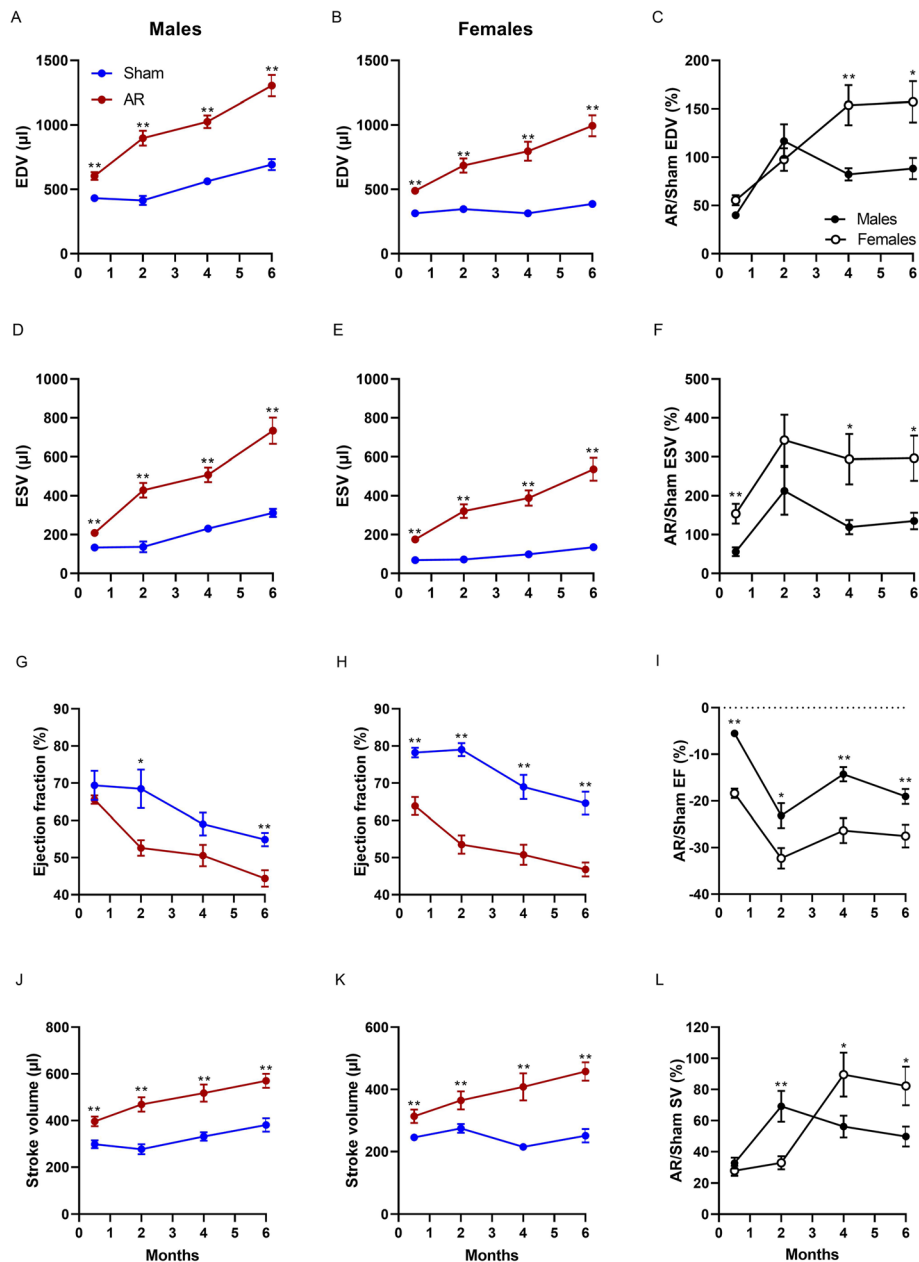 A
Males
B
Females
C
1500
1000
500
0
EDV (µl)
Sham
AR
**
**
**
**
0 1 2 3 4 5 6
1500
1000
500
0
EDV (µl)
**
**
**
**
0 1 2 3 4 5 6
200
150
100
50
0
AR/Sham EDV (%)
**
*
Males
Females
0 1 2 3 4 5 6
D
E
F
1000
800
600
400
200
0
ESV (µl)
**
**
**
**
0 1 2 3 4 5 6
1000
800
600
400
200
0
ESV (µl)
**
**
**
**
0 1 2 3 4 5 6
500
400
300
200
100
0
AR/Sham ESV (%)
**
*
*
0 1 2 3 4 5 6
G
H
I
90
80
70
60
50
40
Ejection fraction (%)
*
**
0 1 2 3 4 5 6
90
80
70
60
50
40
Ejection fraction (%)
**
**
**
**
0 1 2 3 4 5 6
0
-10
-20
-30
-40
AR/Sham EF (%)
**
*
**
**
0 1 2 3 4 5 6
J
K
L
800
600
400
200
0
Stroke volume (µl)
**
**
**
**
0 1 2 3 4 5 6
Months
600
400
200
0
Stroke volume (µl)
**
**
**
**
0 1 2 3 4 5 6
Months
120
100
80
60
40
20
0
AR/Sham SV (%)
**
*
*
0 1 2 3 4 5 6
Months